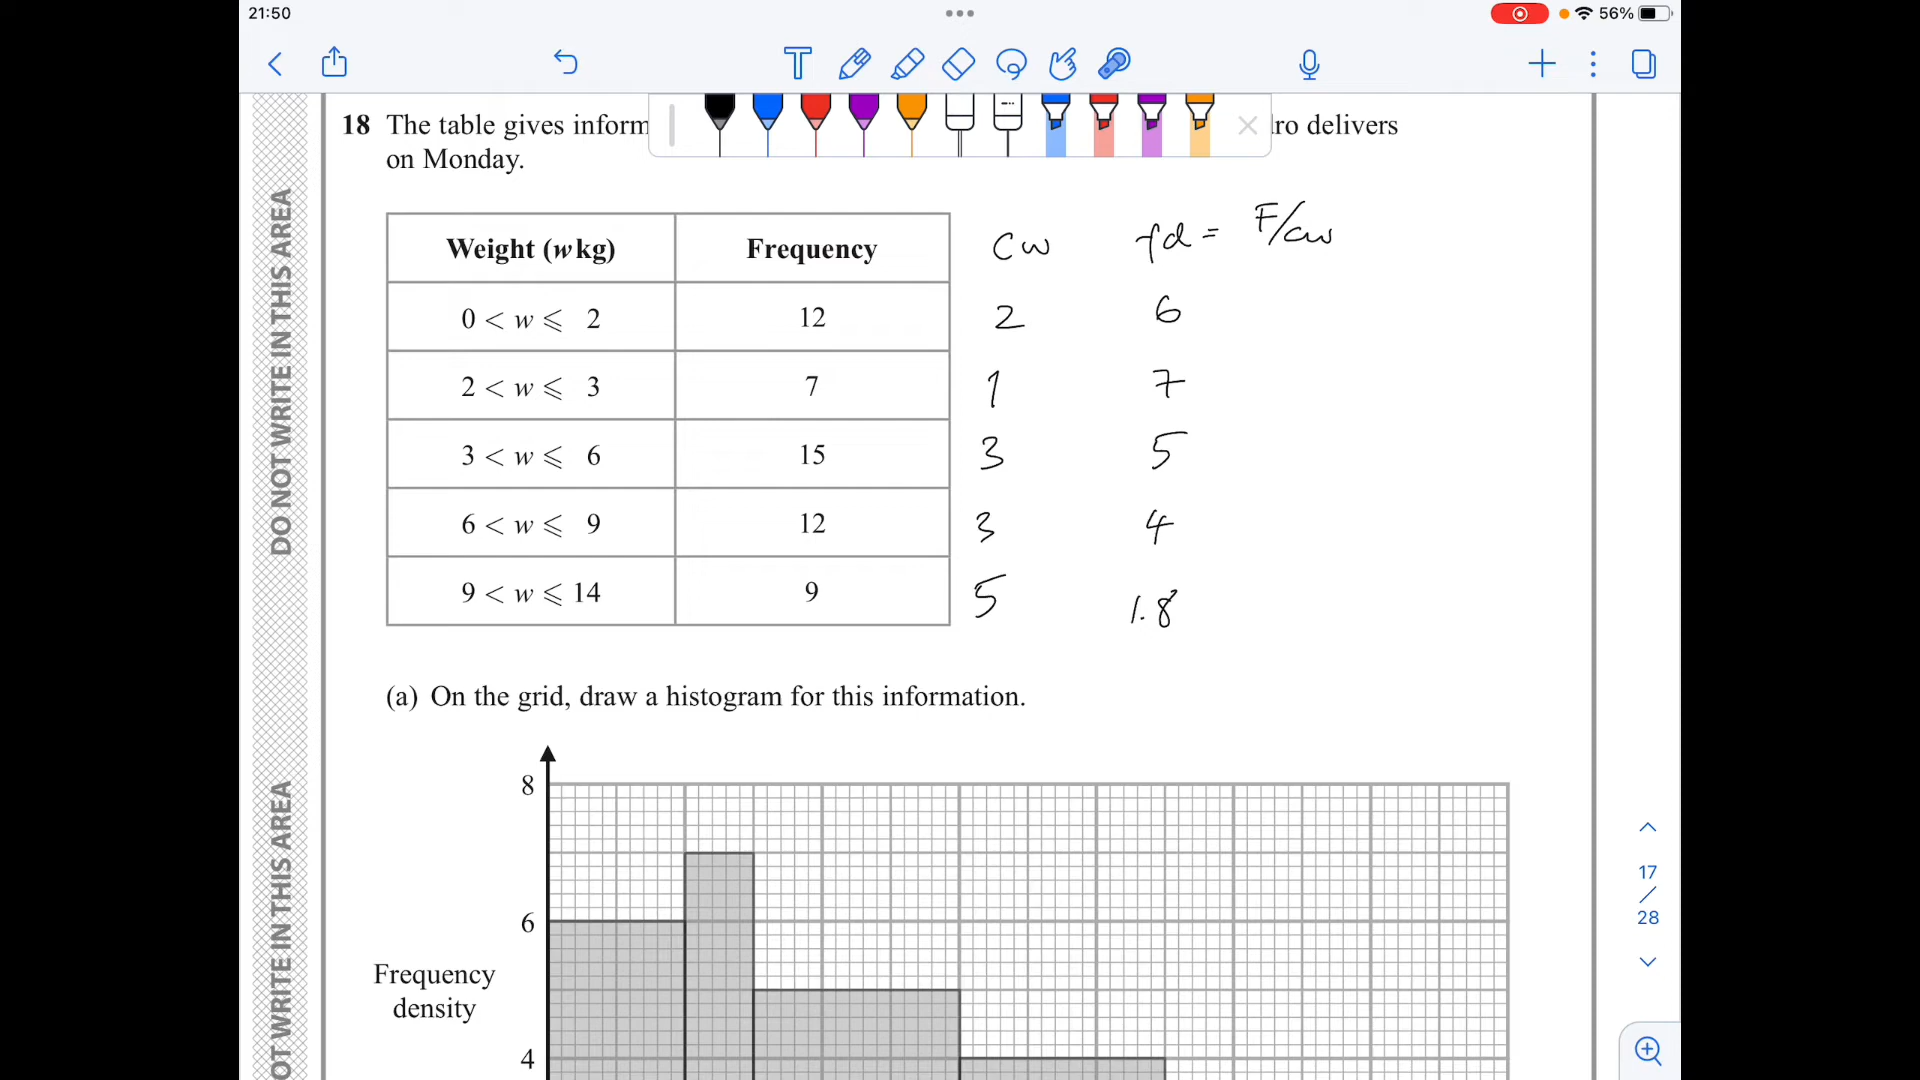 21:50
56%
18 The table gives inform
dro delivers
on Monday.
Weight (w kg) Frequency cw fd = F/cw
0 < w ⩽ 2 12 2 6
2 < w ⩽ 3 7 1 7
3 < w ⩽ 6 15 3 5
6 < w ⩽ 9 12 3 4
9 < w ⩽ 14 9 5 1.8
(a) On the grid, draw a histogram for this information.
8
6
Frequency
density
4
DO NOT WRITE IN THIS AREA
OT WRITE IN THIS AREA
17
/
28